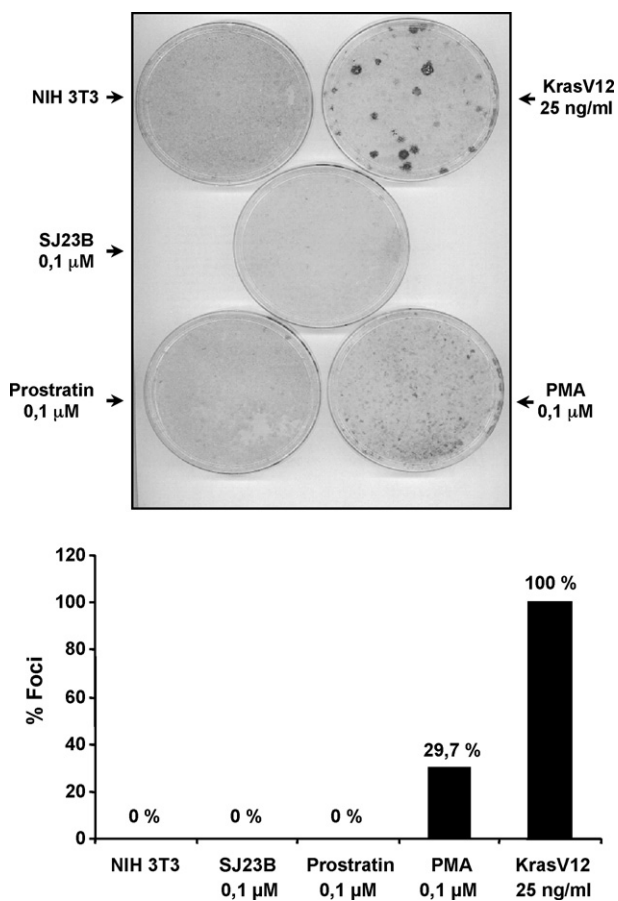 NIH 3T3
KrasV12
25 ng/ml
SJ23B
0,1 μM
Prostratin
0,1 μM
PMA
0,1 μM
120
100
80
60
40
20
0
% Foci
0 %
0 %
0 %
29,7 %
100 %
NIH 3T3
SJ23B
0,1 μM
Prostratin
0,1 μM
PMA
0,1 μM
KrasV12
25 ng/ml